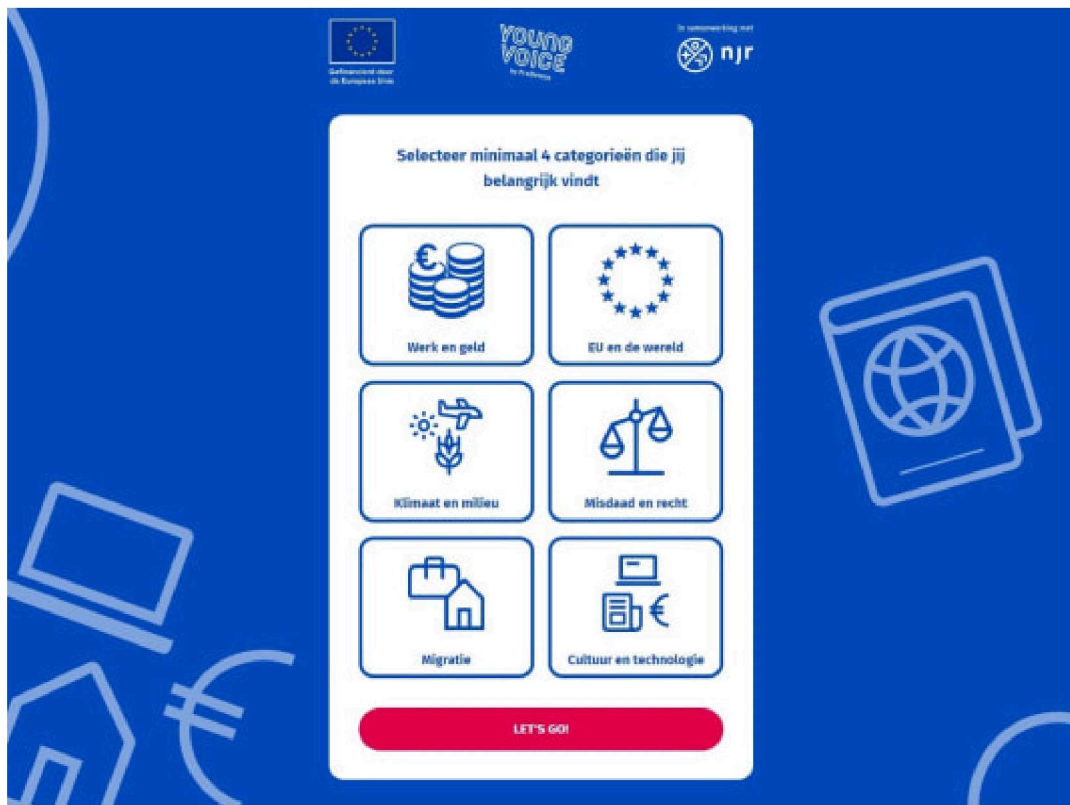 Gefinancierd door
de Europese Unie
YOUNG
VOICE
by ProDemos
In samenwerking met
njr
Selecteer minimaal 4 categorieën die jij
belangrijk vindt
Werk en geld
EU en de wereld
Klimaat en milieu
Misdaad en recht
Migratie
Cultuur en technologie
LET'S GO!